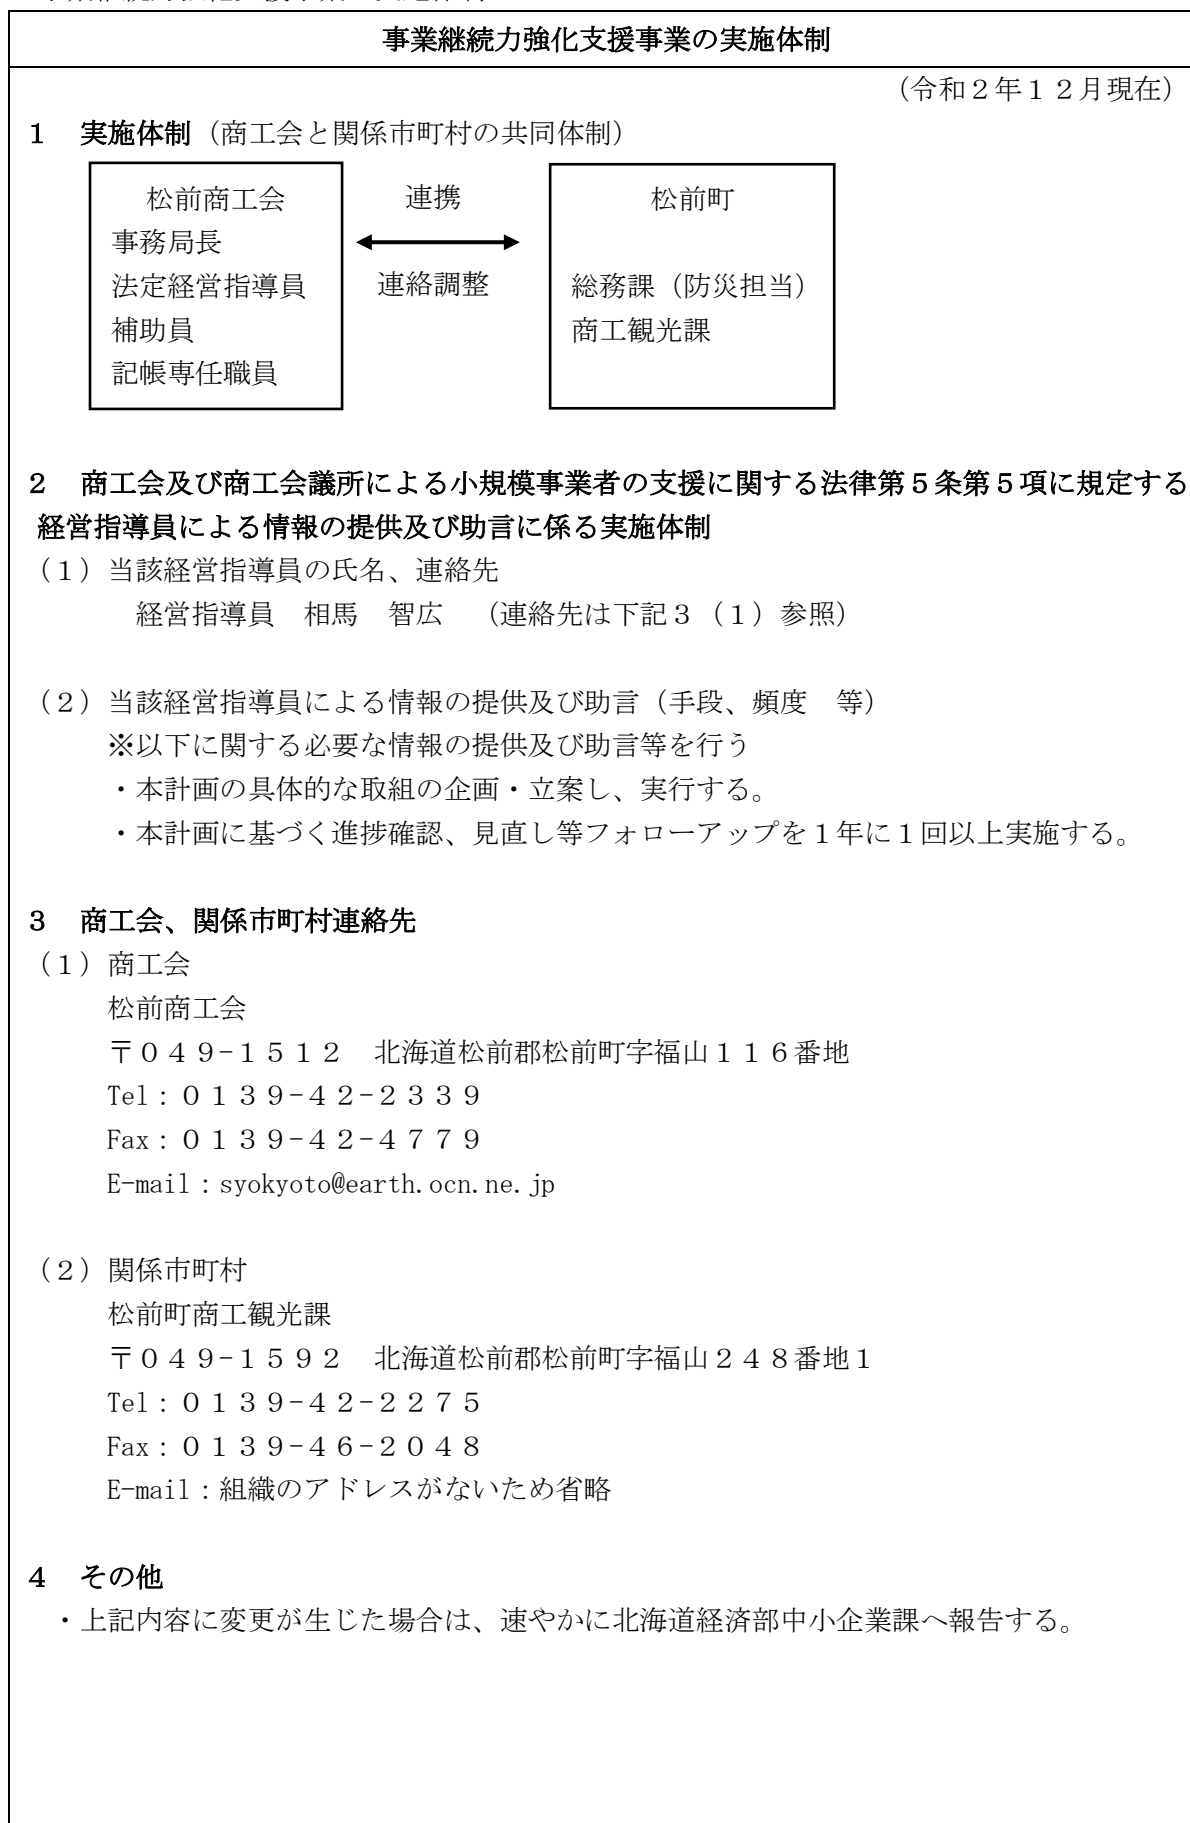 事業継続力強化支援事業の実施体制
（令和２年１２月現在）
１　実施体制（商工会と関係市町村の共同体制）
松前商工会
事務局長
法定経営指導員
補助員
記帳専任職員
連携
連絡調整
松前町
総務課（防災担当）
商工観光課
２　商工会及び商工会議所による小規模事業者の支援に関する法律第５条第５項に規定する
経営指導員による情報の提供及び助言に係る実施体制
（１）当該経営指導員の氏名、連絡先
経営指導員　相馬　智広　（連絡先は下記３（１）参照）
（２）当該経営指導員による情報の提供及び助言（手段、頻度　等）
※以下に関する必要な情報の提供及び助言等を行う
・本計画の具体的な取組の企画・立案し、実行する。
・本計画に基づく進捗確認、見直し等フォローアップを１年に１回以上実施する。
３　商工会、関係市町村連絡先
（１）商工会
松前商工会
〒０４９-１５１２　北海道松前郡松前町字福山１１６番地
Tel：０１３９-４２-２３３９
Fax：０１３９-４２-４７７９
E-mail：syokyoto@earth.ocn.ne.jp
（２）関係市町村
松前町商工観光課
〒０４９-１５９２　北海道松前郡松前町字福山２４８番地１
Tel：０１３９-４２-２２７５
Fax：０１３９-４６-２０４８
E-mail：組織のアドレスがないため省略
４　その他
・上記内容に変更が生じた場合は、速やかに北海道経済部中小企業課へ報告する。